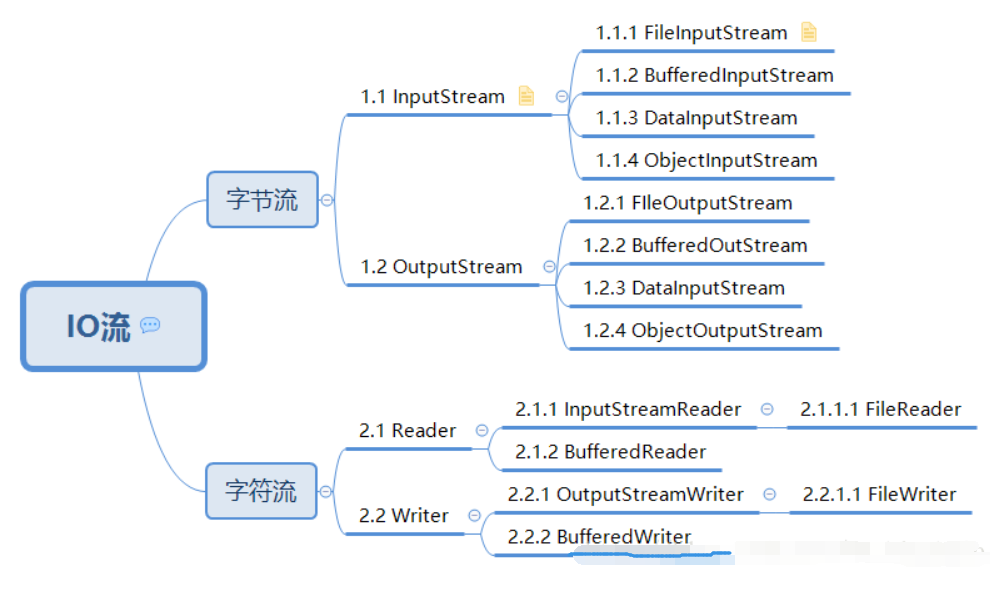 IO流
字节流
1.1 InputStream
1.1.1 FileInputStream
1.1.2 BufferedInputStream
1.1.3 DataInputStream
1.1.4 ObjectInputStream
1.2 OutputStream
1.2.1 FIleOutputStream
1.2.2 BufferedOutStream
1.2.3 DataInputStream
1.2.4 ObjectOutputStream
字符流
2.1 Reader
2.1.1 InputStreamReader
2.1.1.1 FileReader
2.1.2 BufferedReader
2.2 Writer
2.2.1 OutputStreamWriter
2.2.1.1 FileWriter
2.2.2 BufferedWriter